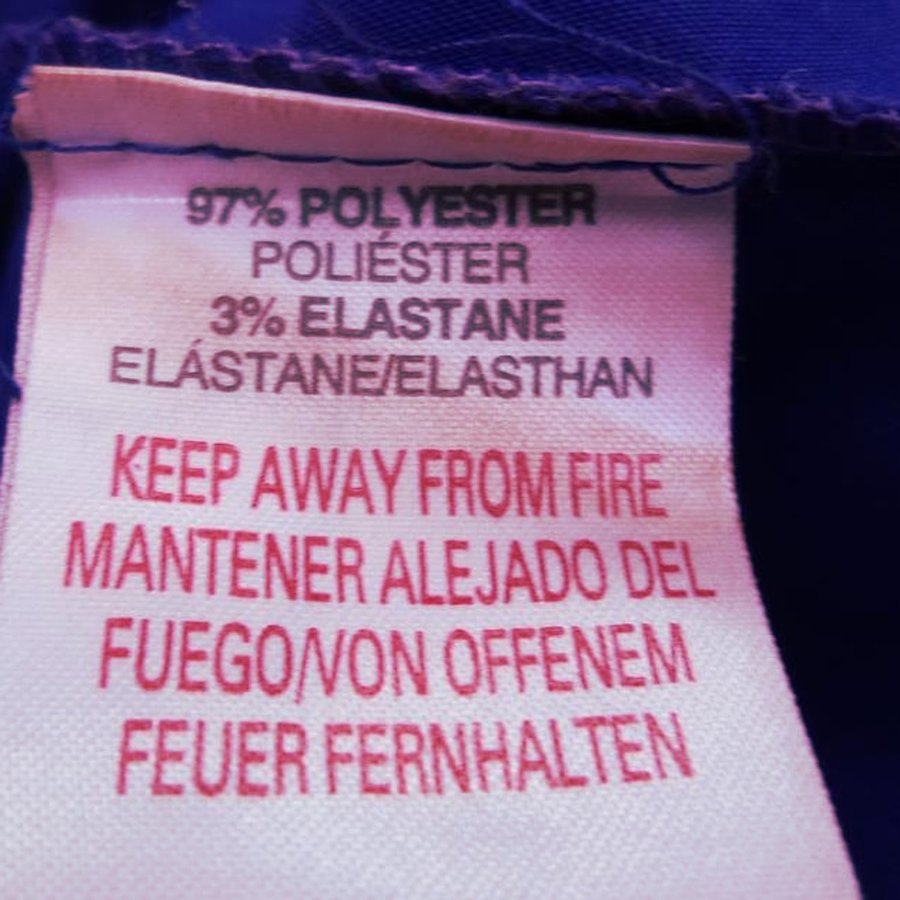 97% POLYESTER
POLIÉSTER
3% ELASTANE
ELÁSTANE/ELASTHAN
KEEP AWAY FROM FIRE
MANTENER ALEJADO DEL
FUEGO/VON OFFENEM
FEUER FERNHALTEN